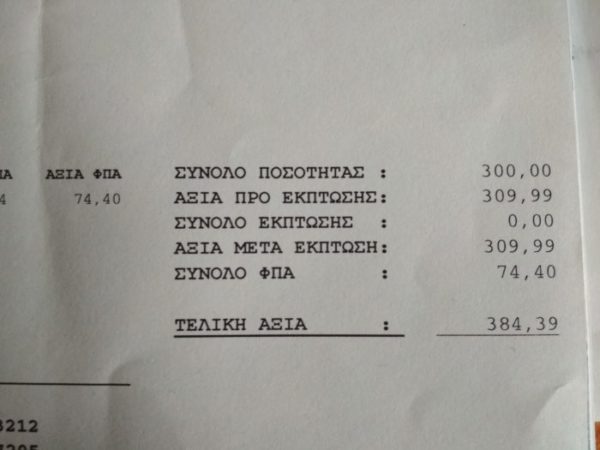 ΣΥΝΟΛΟ ΠΟΣΟΤΗΤΑΣ : 300,00
ΑΞΙΑ ΦΠΑ ΑΞΙΑ ΠΡΟ ΕΚΠΤΩΣΗΣ: 309,99
74,40 ΣΥΝΟΛΟ ΕΚΠΤΩΣΗΣ : 0,00
ΑΞΙΑ ΜΕΤΑ ΕΚΠΤΩΣΗ: 309,99
ΣΥΝΟΛΟ ΦΠΑ : 74,40
ΤΕΛΙΚΗ ΑΞΙΑ : 384,39
8212